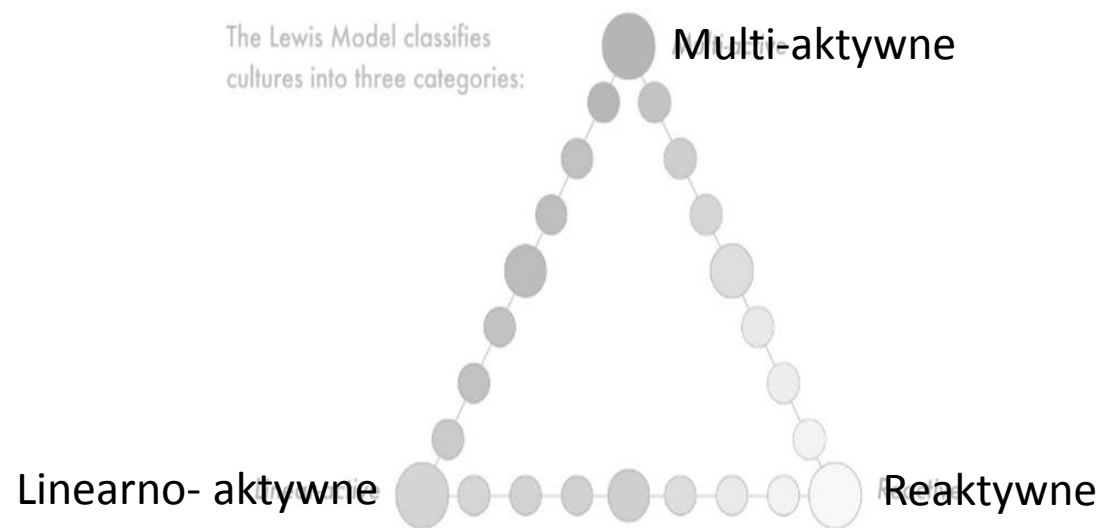 The Lewis Model classifies
cultures into three categories:
Multi-aktywne
Linearno- aktywne
Reaktywne